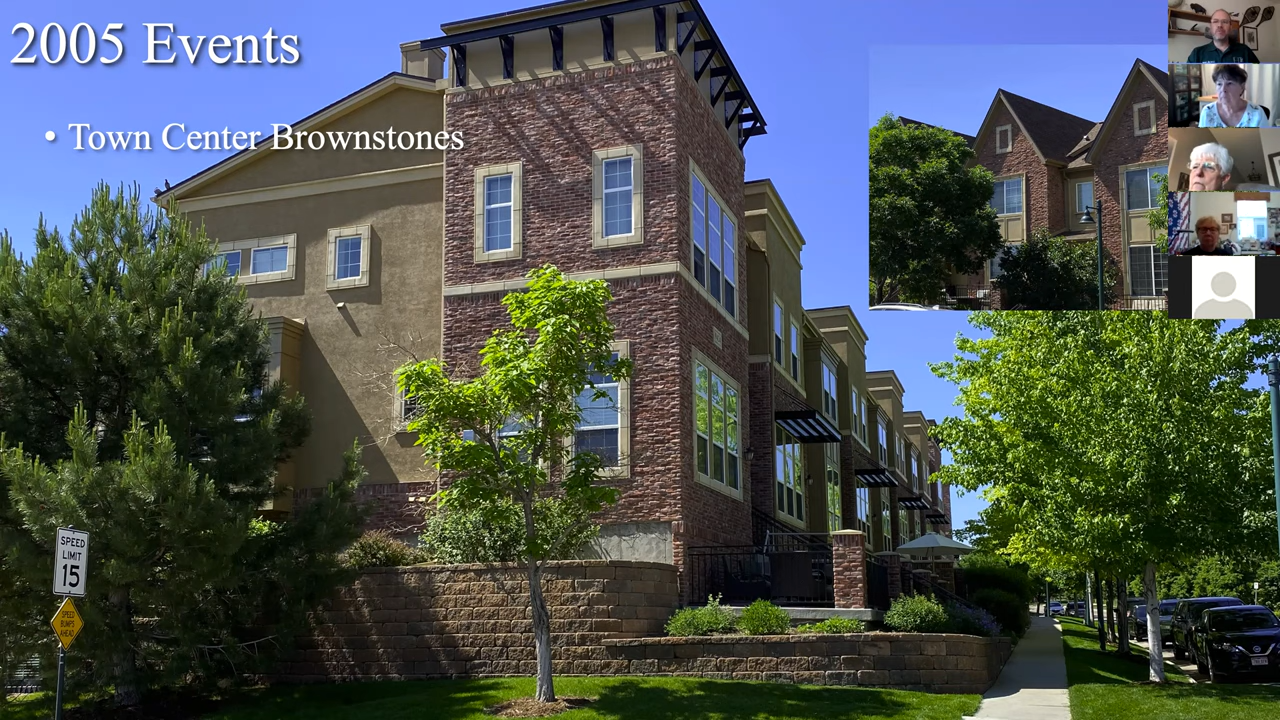 2005 Events
• Town Center Brownstones
SPEED
LIMIT
15
SPEED
BUMPS
AHEAD